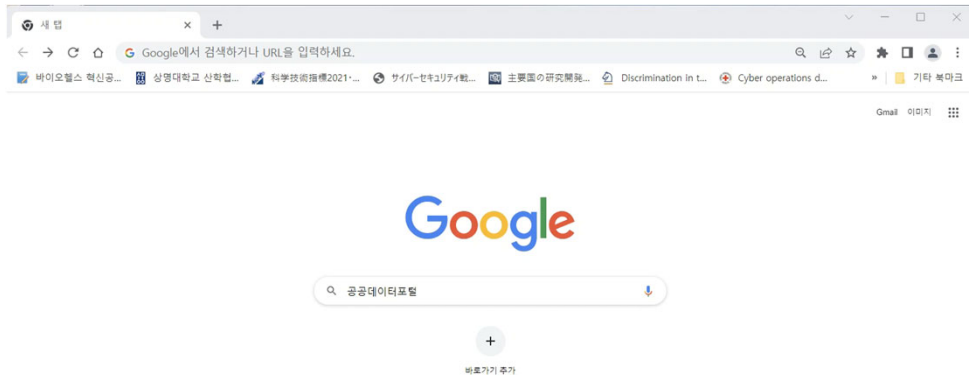 새 탭
Google에서 검색하거나 URL을 입력하세요.
바이오헬스 혁신공... 상명대학교 산학협... 科学技術指標2021·... サイバーセキュリティ戦... 主要国の研究開発... Discrimination in t... Cyber operations d... » 기타 북마크
Gmail 이미지
Google
공공데이터포털
바로가기 추가